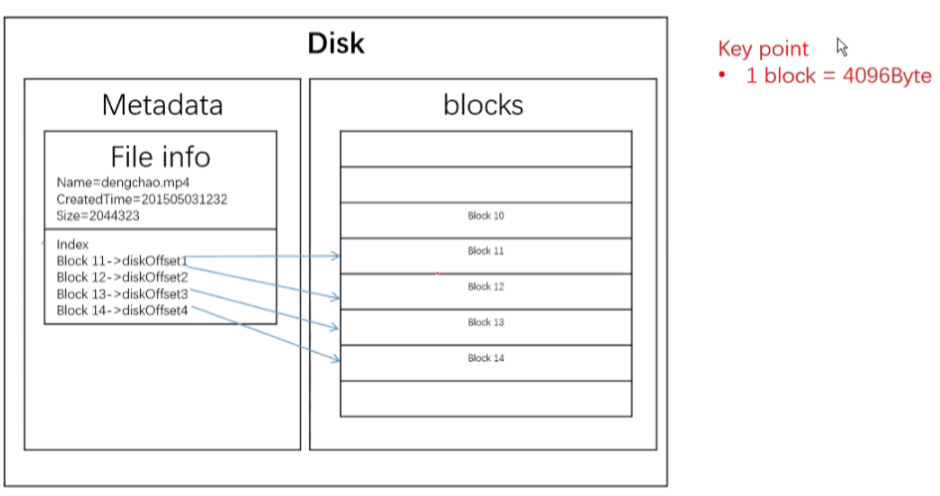 Disk
Metadata
File info
Name=dengchao.mp4
CreatedTime=201505031232
Size=2044323
Index
Block 11->diskOffset1
Block 12->diskOffset2
Block 13->diskOffset3
Block 14->diskOffset4
blocks
Block 10
Block 11
Block 12
Block 13
Block 14
Key point
• 1 block = 4096Byte